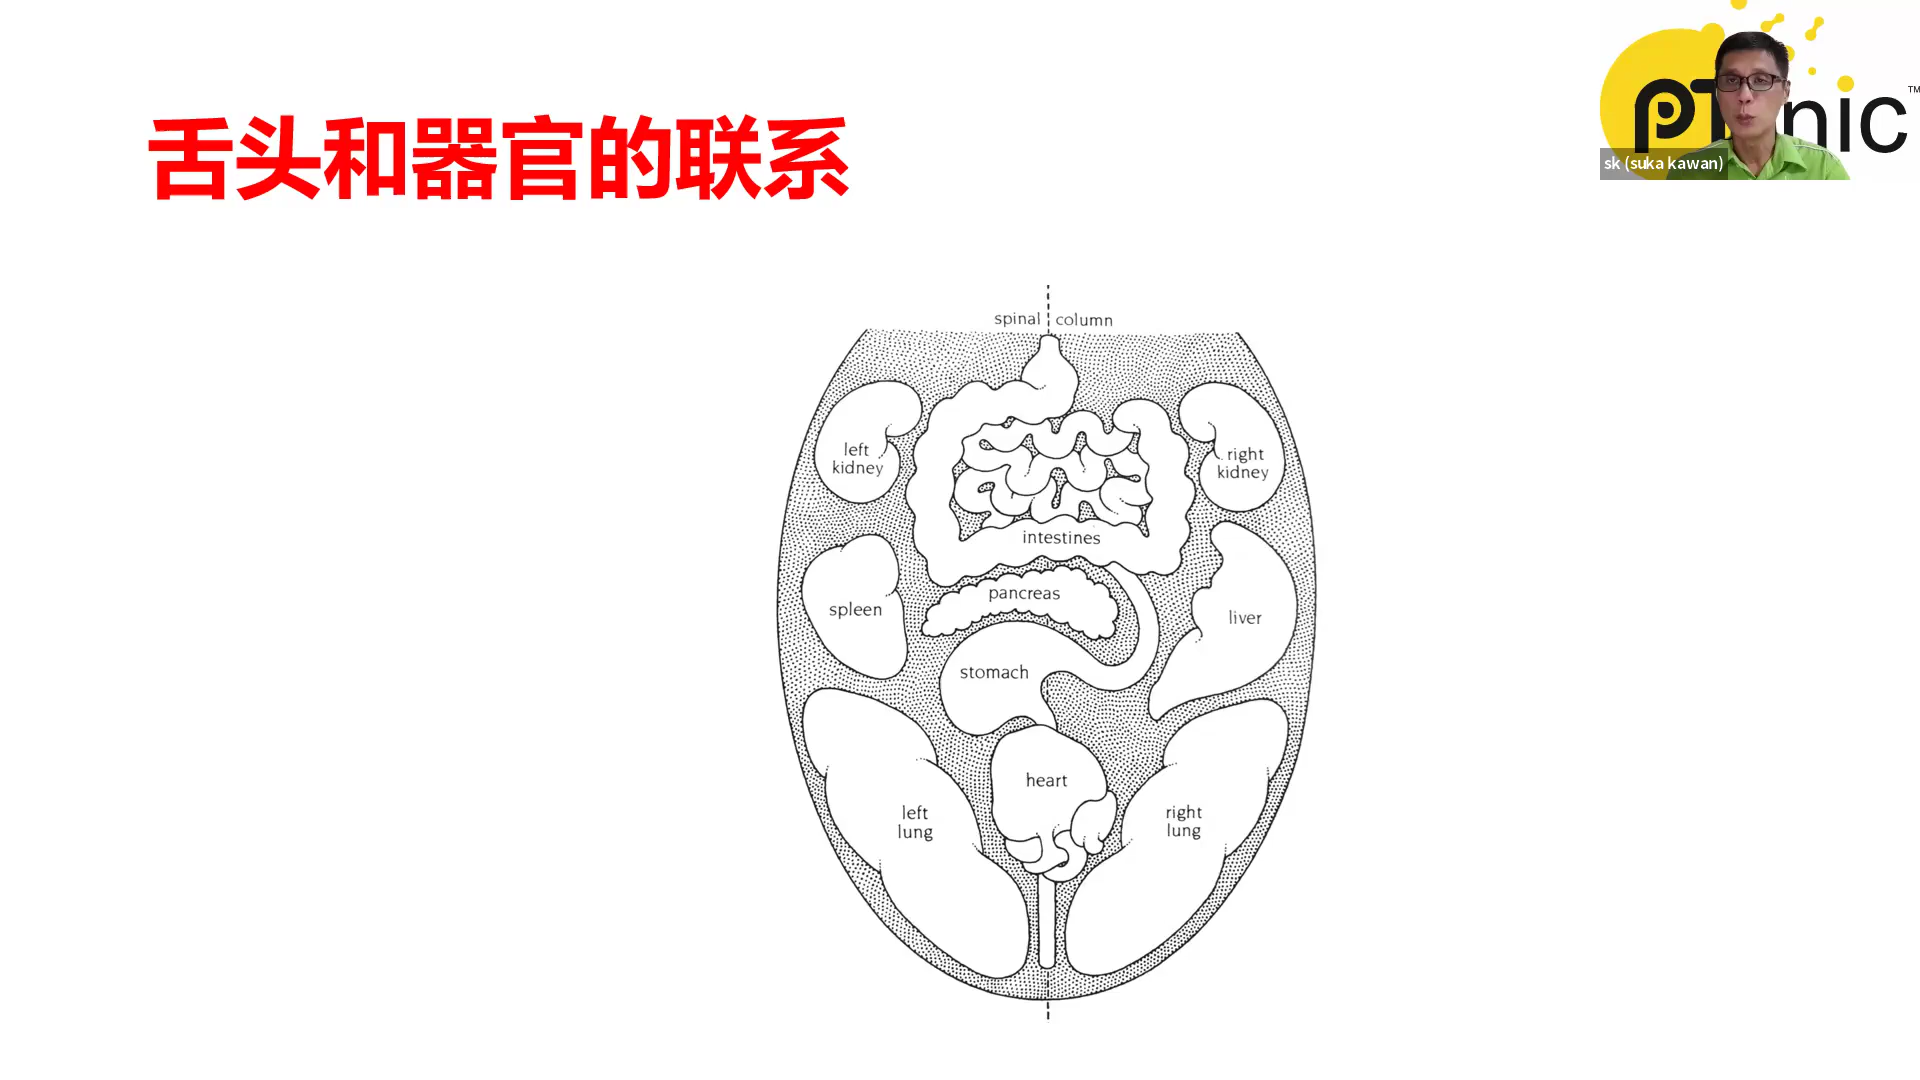 舌头和器官的联系
sk (suka kawan)
TM
spinal column
left
kidney
right
kidney
intestines
pancreas
spleen
liver
stomach
heart
left
lung
right
lung